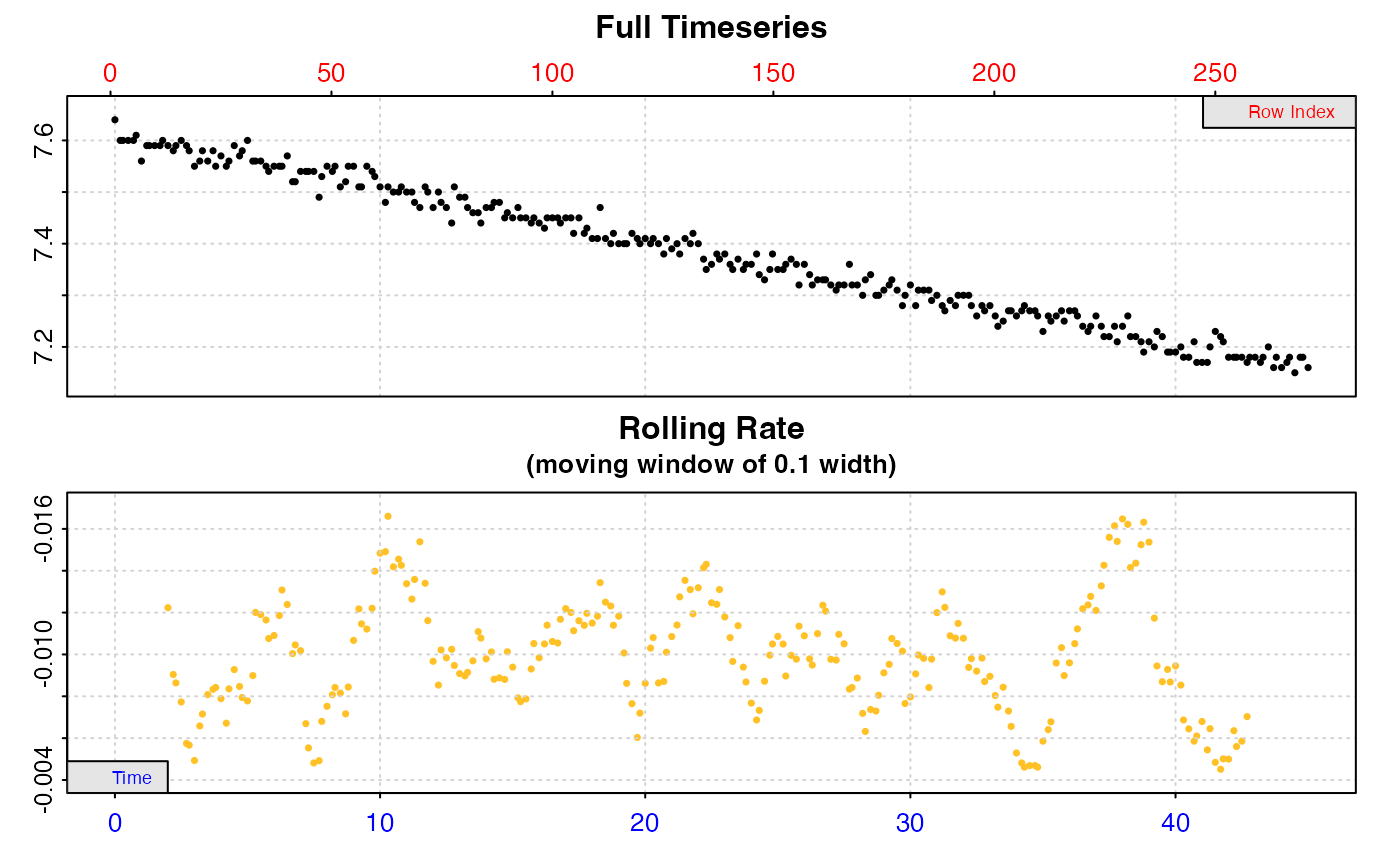 Full Timeseries
0 50 100 150 200 250
Row Index
7.6
7.4
7.2
Rolling Rate
(moving window of 0.1 width)
-0.016
-0.010
-0.004
Time
0 10 20 30 40